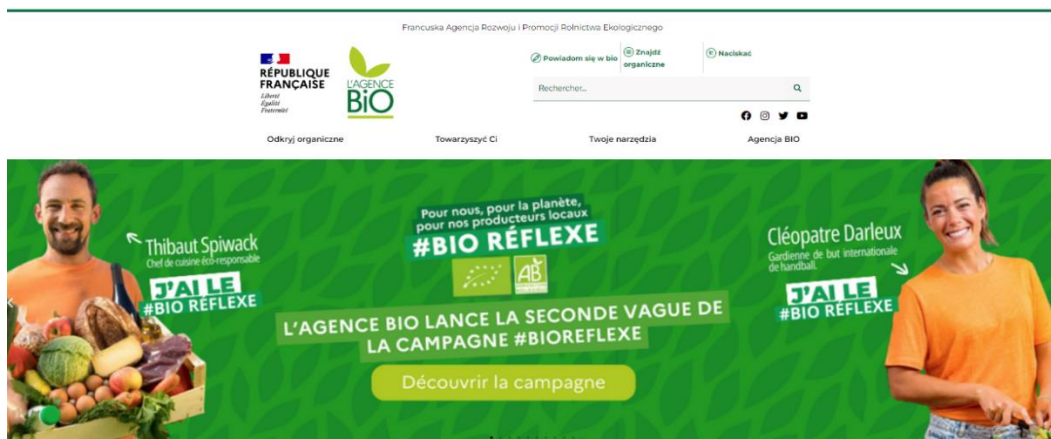 Francuska Agencja Rozwoju i Promocji Rolnictwa Ekologicznego
RÉPUBLIQUE
FRANÇAISE
Liberté
Égalité
Fraternité
L'AGENCE
BIO
Powiadom się w bio
Znajdź
organiczne
Naciskać
Rechercher...
Odkryj organiczne
Towarzyszyć Ci
Twoje narzędzia
Agencja BIO
Thibaut Spiwack
Chef de cuisine éco-responsable
J'AI LE
#BIO RÉFLEXE
Pour nous, pour la planète,
pour nos producteurs locaux
#BIO RÉFLEXE
AB
L'AGENCE BIO LANCE LA SECONDE VAGUE DE
LA CAMPAGNE #BIOREFLEXE
Découvrir la campagne
Cléopatre Darleux
Gardienne de but internationale
de handball.
J'AI LE
#BIO RÉFLEXE